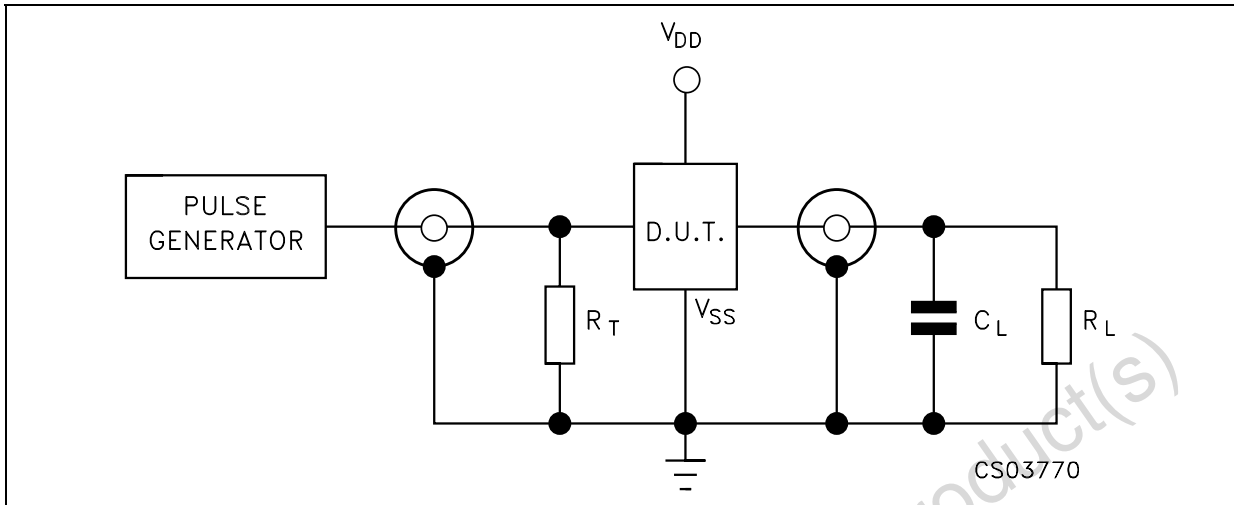 VDD
PULSE
GENERATOR
D.U.T.
VSS
RT
CL
RL
CS03770